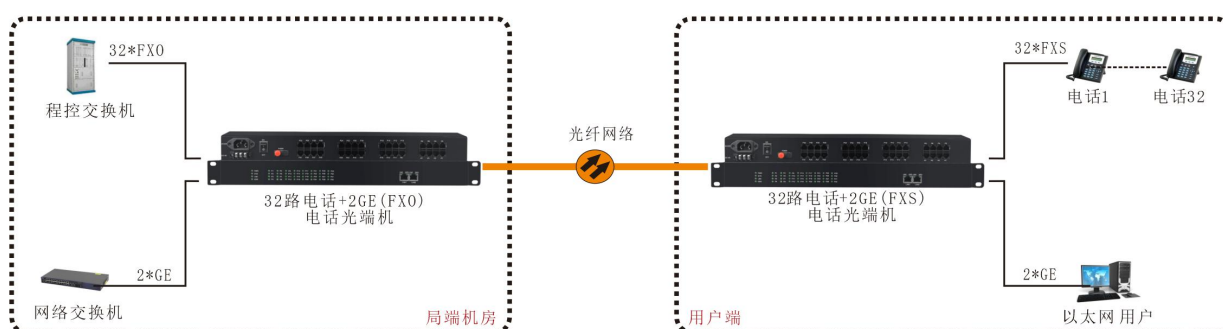 32*FXO
程控交换机
32路电话+2GE(FXO)
电话光端机
2*GE
网络交换机
局端机房
光纤网络
32*FXS
电话1
电话32
32路电话+2GE(FXS)
电话光端机
2*GE
用户端
以太网用户